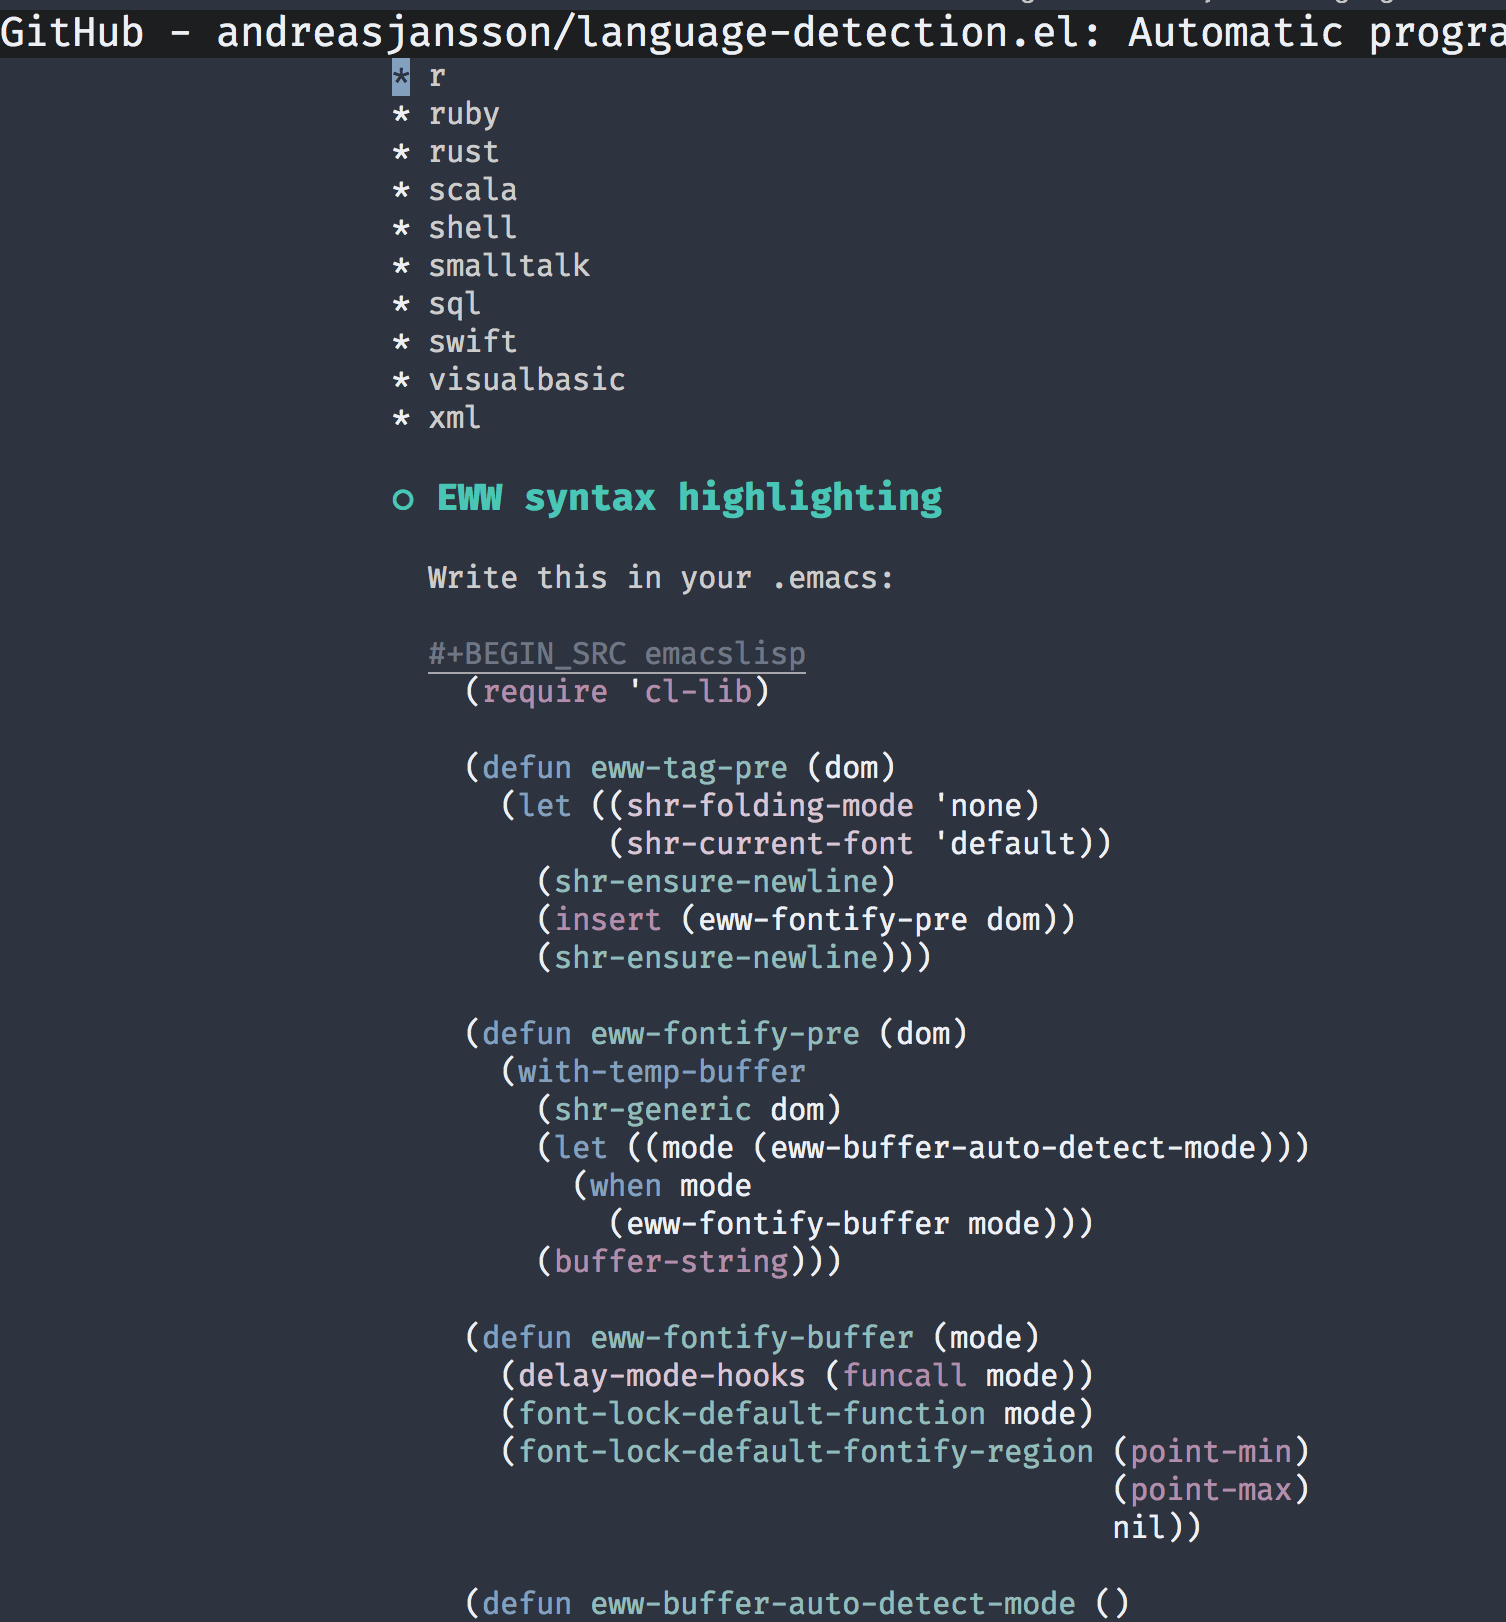 GitHub - andreasjansson/language-detection.el: Automatic progra
* r
* ruby
* rust
* scala
* shell
* smalltalk
* sql
* swift
* visualbasic
* xml
○ EWW syntax highlighting
Write this in your .emacs:
#+BEGIN_SRC emacslisp
(require 'cl-lib)
(defun eww-tag-pre (dom)
(let ((shr-folding-mode 'none)
(shr-current-font 'default))
(shr-ensure-newline)
(insert (eww-fontify-pre dom))
(shr-ensure-newline)))
(defun eww-fontify-pre (dom)
(with-temp-buffer
(shr-generic dom)
(let ((mode (eww-buffer-auto-detect-mode)))
(when mode
(eww-fontify-buffer mode)))
(buffer-string)))
(defun eww-fontify-buffer (mode)
(delay-mode-hooks (funcall mode))
(font-lock-default-function mode)
(font-lock-default-fontify-region (point-min)
(point-max)
nil))
(defun eww-buffer-auto-detect-mode ()